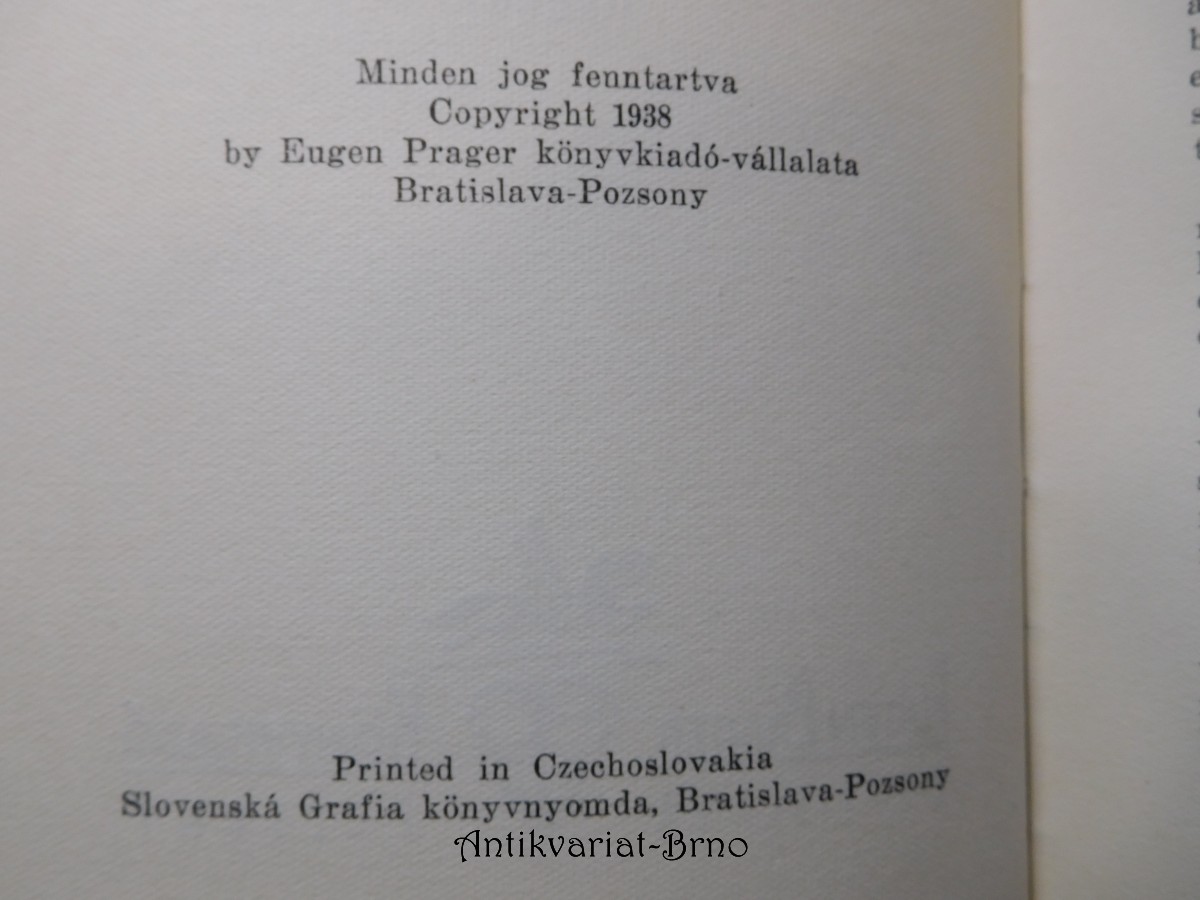 Minden jog fenntartva
Copyright 1938
by Eugen Prager könyvkiadó-vállalata
Bratislava-Pozsony
Printed in Czechoslovakia
Slovenská Grafia könyvnyomda, Bratislava-Pozsony
Antikvariat-Brno